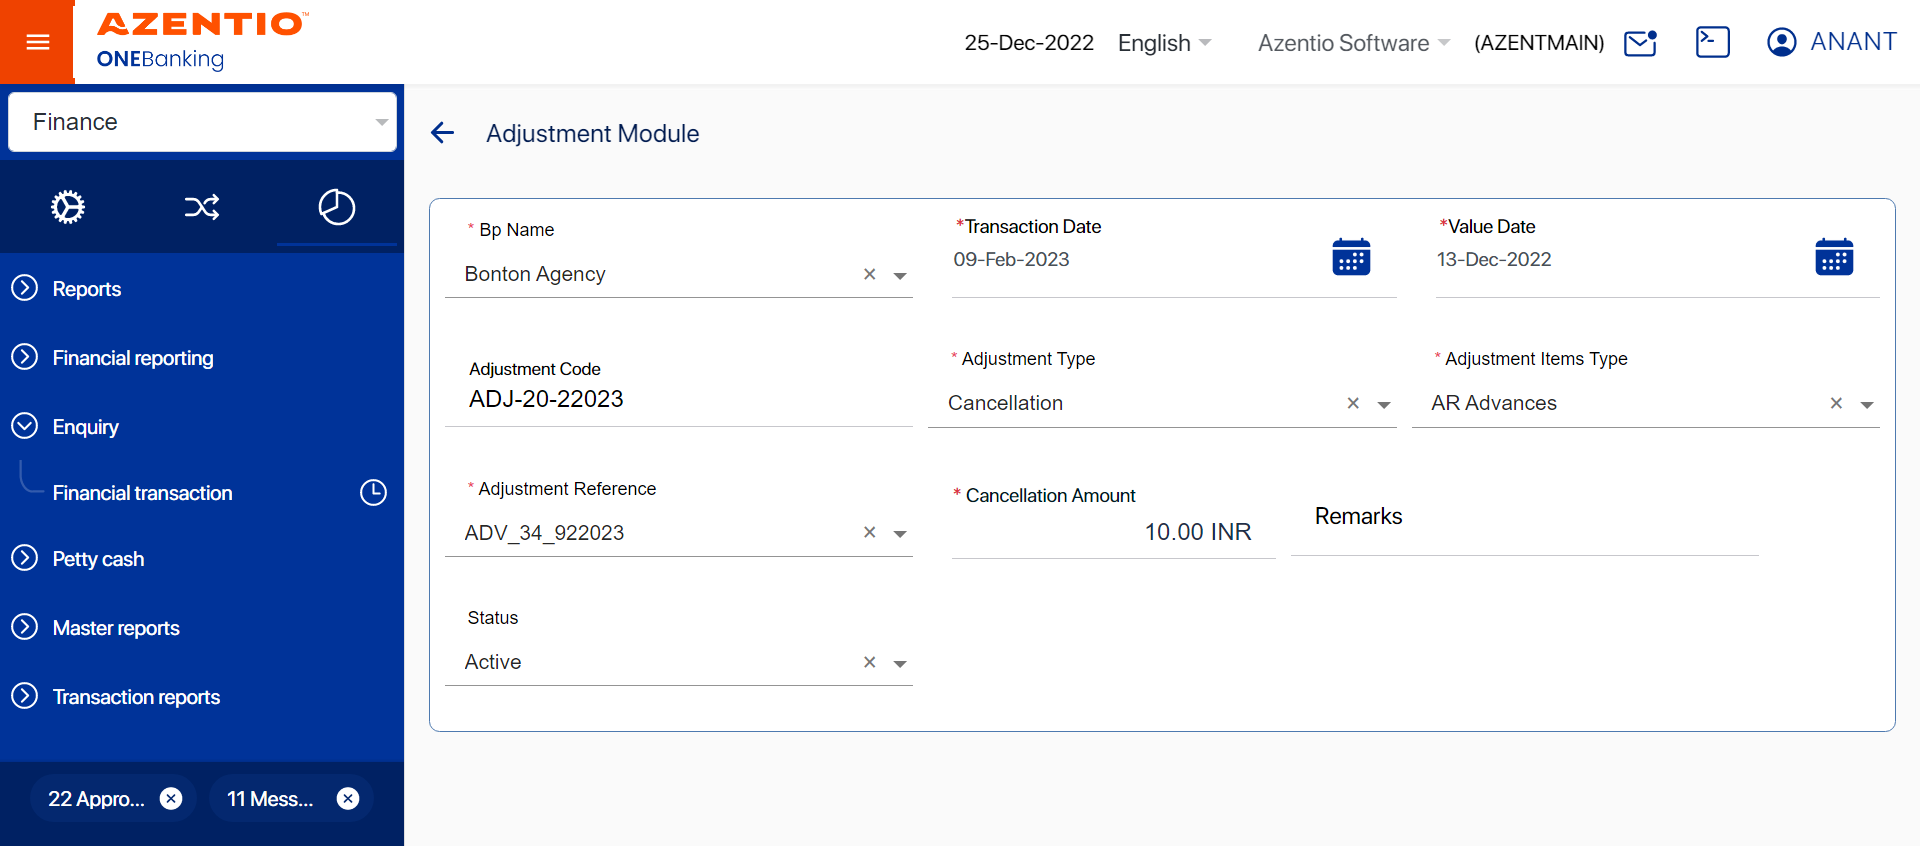 AZENTIO™
ONEBanking
25-Dec-2022 English Azentio Software (AZENTMAIN) ANANT
Finance
Adjustment Module
Reports
Financial reporting
Enquiry
Financial transaction
Petty cash
Master reports
Transaction reports
22 Appro...
11 Mess...
* Bp Name
Bonton Agency
*Transaction Date
09-Feb-2023
*Value Date
13-Dec-2022
Adjustment Code
ADJ-20-22023
* Adjustment Type
Cancellation
* Adjustment Items Type
AR Advances
* Adjustment Reference
ADV_34_922023
* Cancellation Amount
10.00 INR
Remarks
Status
Active